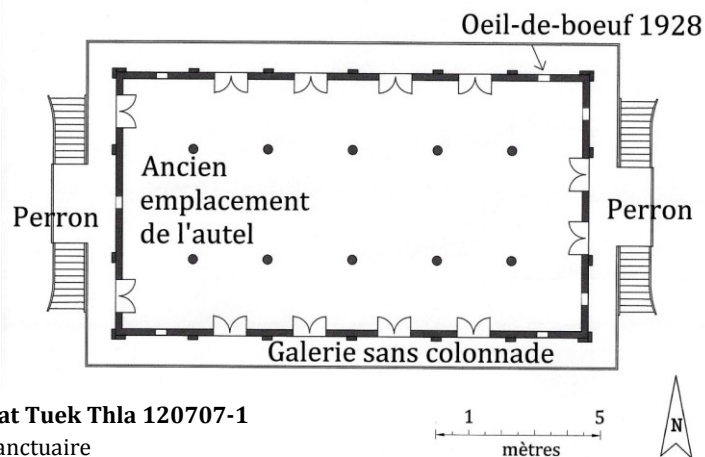 Oeil-de-boeuf 1928
Ancien
emplacement
de l'autel
Perron
Perron
Galerie sans colonnade
at Tuek Thla 120707-1
anctuaire
1 5
mètres
N